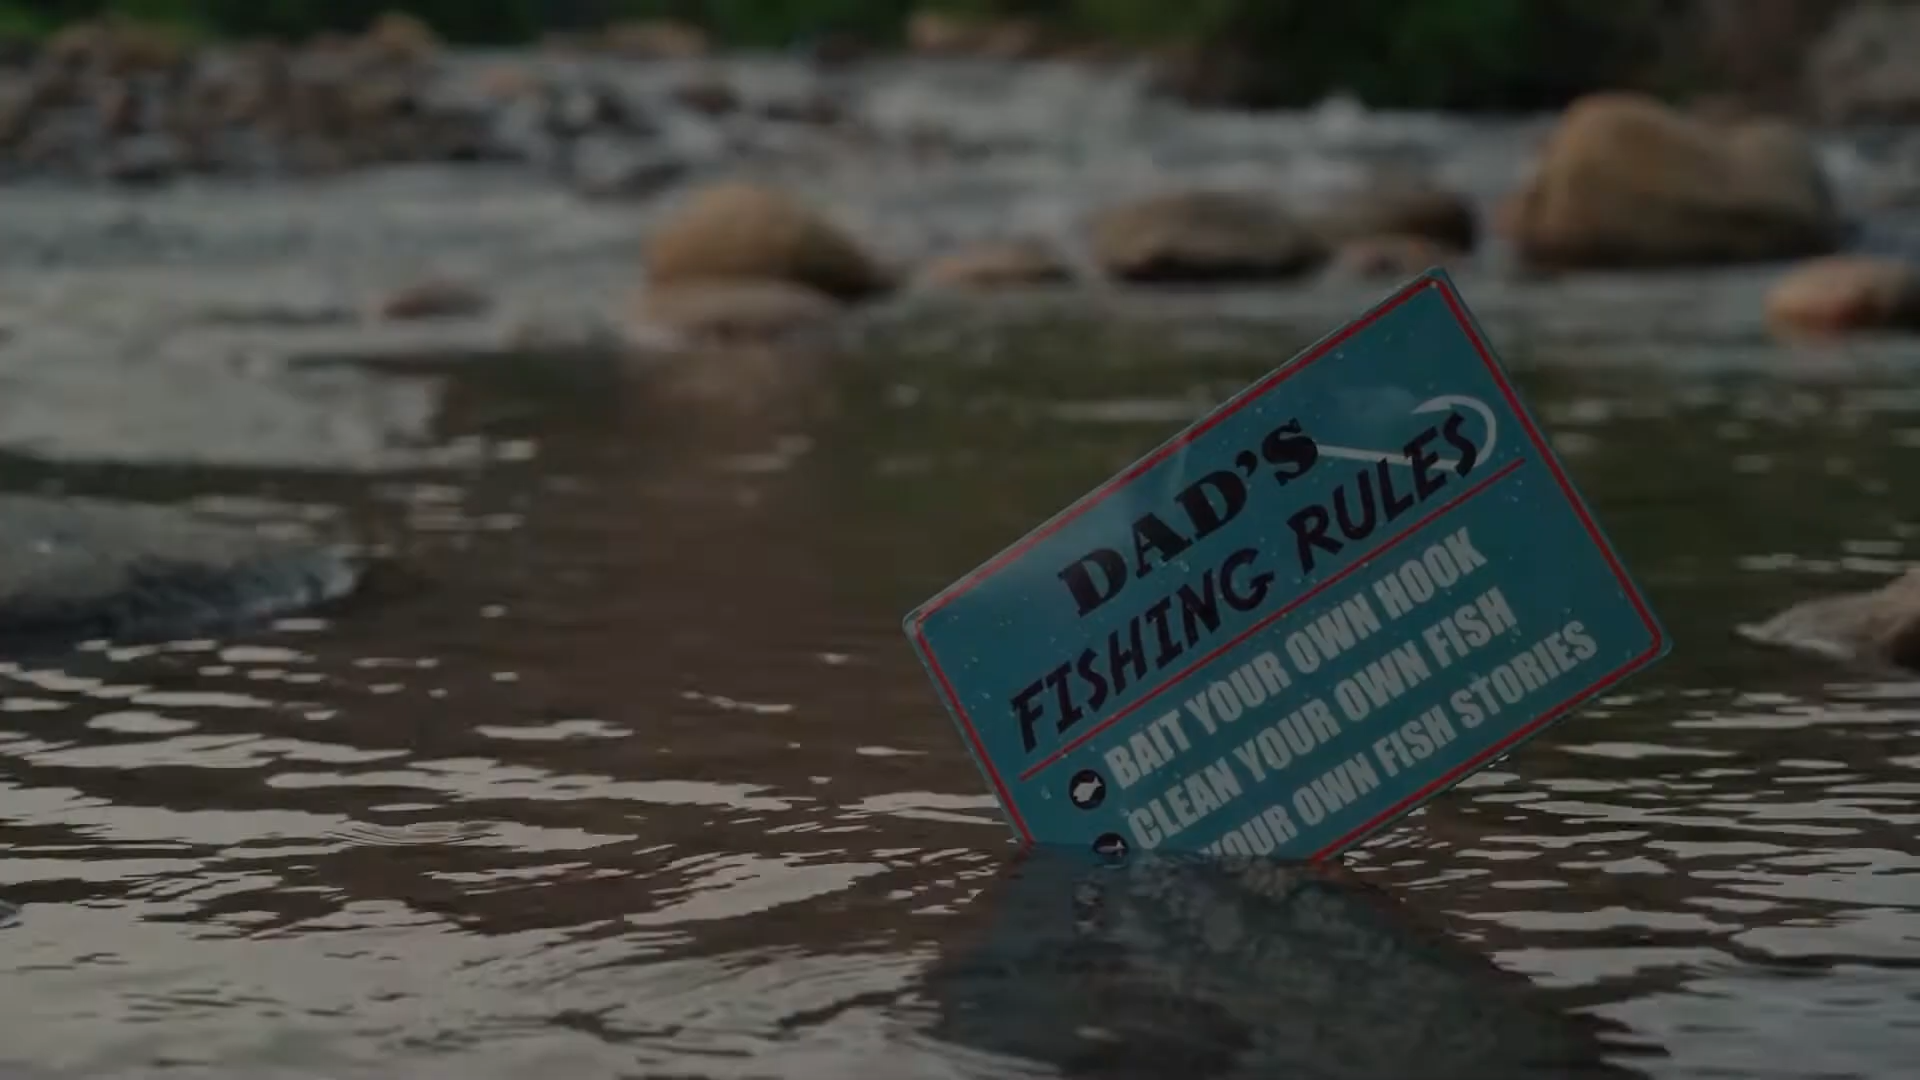 DAD'S
FISHING RULES
BAIT YOUR OWN HOOK
CLEAN YOUR OWN FISH
YOUR OWN FISH STORIES